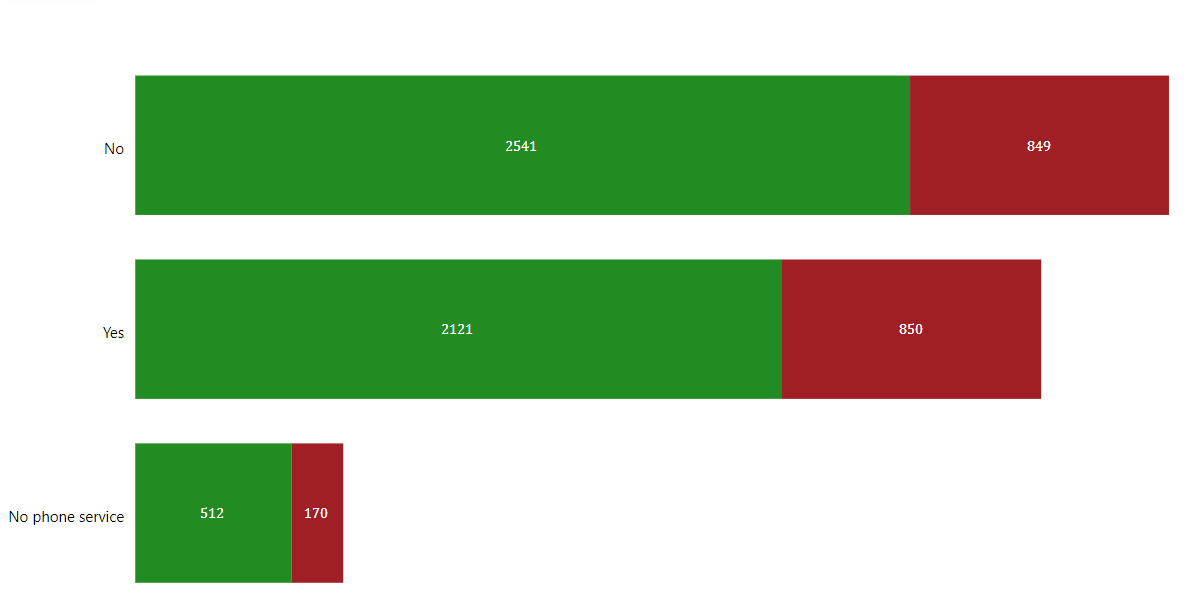 No 2541 849
Yes 2121 850
No phone service 512 170